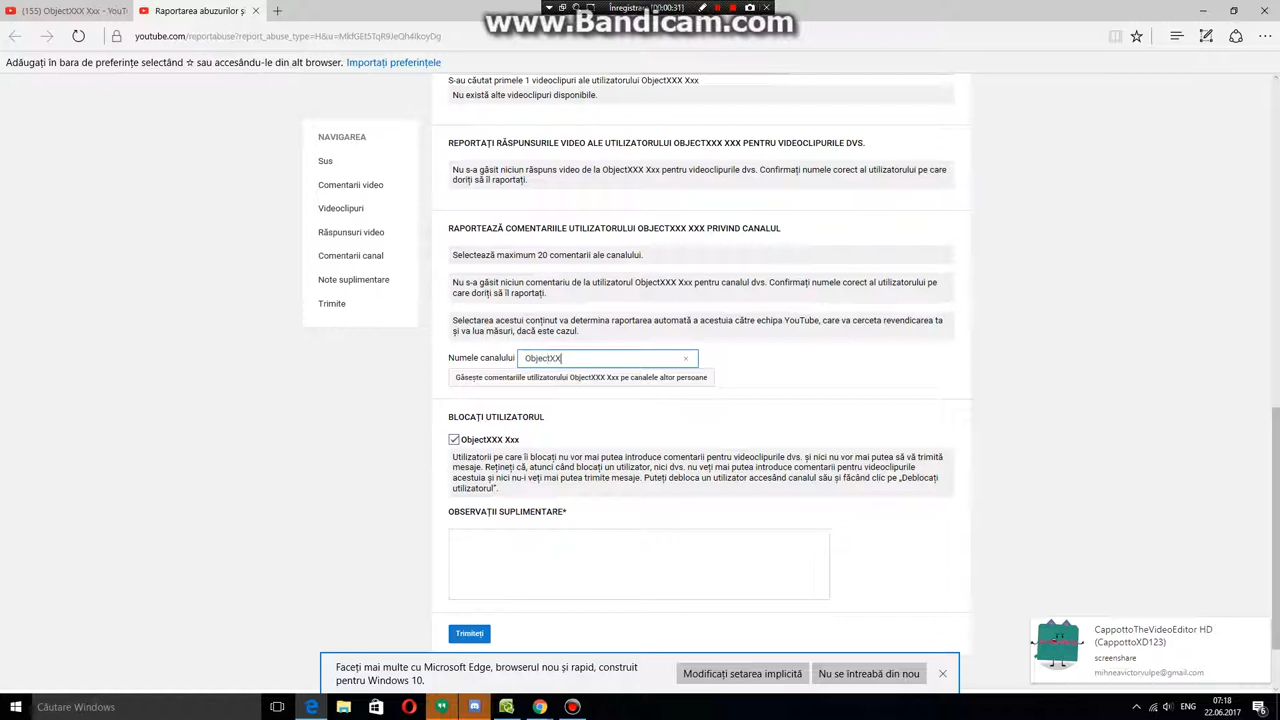 (155) ObjectXXX Xxx - YouT
Raportarea abuzurilor ș
Înregistrare [00:00:31]
www.Bandicam.com
youtube.com/reportabuse?report_abuse_type=H&u=MkfGEt5TqR9JeQh4IkoyDg
Adăugați în bara de preferințe selectând ☆ sau accesându-le din alt browser. Importați preferințele
S-au căutat primele 1 videoclipuri ale utilizatorului ObjectXXX Xxx
Nu există alte videoclipuri disponibile.
NAVIGAREA
Sus
Comentarii video
Videoclipuri
Răspunsuri video
Comentarii canal
Note suplimentare
Trimite
REPORTAȚI RĂSPUNSURILE VIDEO ALE UTILIZATORULUI OBJECTXXX XXX PENTRU VIDEOCLIPURILE DVS.
Nu s-a găsit niciun răspuns video de la ObjectXXX Xxx pentru videoclipurile dvs. Confirmați numele corect al utilizatorului pe care
doriți să îl raportați.
RAPORTEAZĂ COMENTARIILE UTILIZATORULUI OBJECTXXX XXX PRIVIND CANALUL
Selectează maximum 20 comentarii ale canalului.
Nu s-a găsit niciun comentariu de la utilizatorul ObjectXXX Xxx pentru canalul dvs. Confirmați numele corect al utilizatorului pe
care doriți să îl raportați.
Selectarea acestui conținut va determina raportarea automată a acestuia către echipa YouTube, care va cerceta revendicarea ta
și va lua măsuri, dacă este cazul.
Numele canalului ObjectXX
Găsește comentariile utilizatorului ObjectXXX Xxx pe canalele altor persoane
BLOCAȚI UTILIZATORUL
ObjectXXX Xxx
Utilizatorii pe care îi blocați nu vor mai putea introduce comentarii pentru videoclipurile dvs. și nici nu vor mai putea să vă trimită
mesaje. Rețineți că, atunci când blocați un utilizator, nici dvs. nu veți mai putea introduce comentarii pentru videoclipurile
acestuia și nici nu-i veți mai putea trimite mesaje. Puteți debloca un utilizator accesând canalul său și făcând clic pe „Deblocați
utilizatorul”.
OBSERVAȚII SUPLIMENTARE*
Trimiteți
CappottoTheVideoEditor HD
(CappottoXD123)
screenshare
mihneavictorvulpe@gmail.com
Faceți mai multe cu Microsoft Edge, browserul nou și rapid, construit
pentru Windows 10.
Modificați setarea implicită
Nu se întreabă din nou
Căutare Windows
07:18
22.06.2017